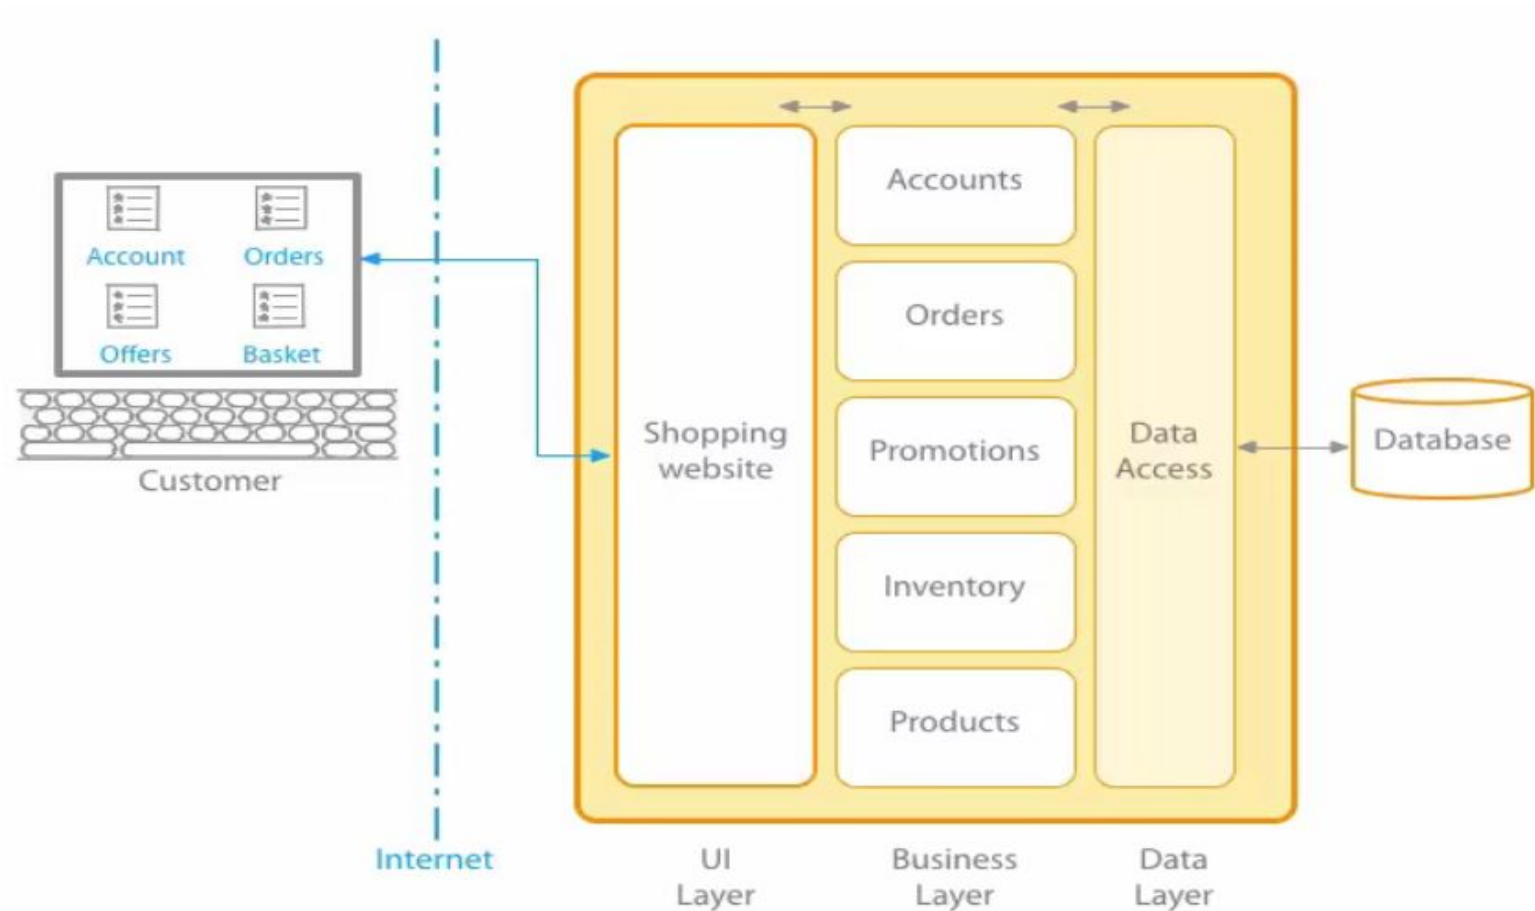 Account
Orders
Offers
Basket
Customer
Internet
Shopping
website
UI
Layer
Accounts
Orders
Promotions
Inventory
Products
Business
Layer
Data
Access
Data
Layer
Database